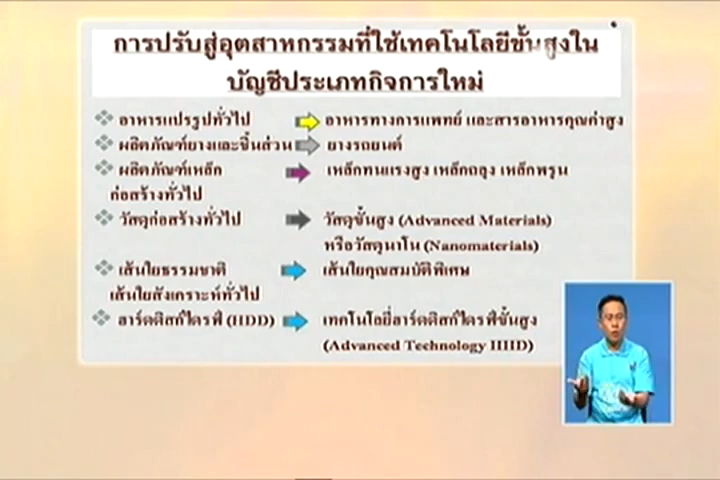 การปรับสู่อุตสาหกรรมที่ใช้เทคโนโลยีขั้นสูงใน
บัญชีประเภทกิจการใหม่
อาหารแปรรูปทั่วไป อาหารทางการแพทย์ และสารอาหารคุณค่าสูง
ผลิตภัณฑ์ยางและชิ้นส่วน ยางรถยนต์
ผลิตภัณฑ์เหล็ก เหล็กทนแรงสูง เหล็กถลุง เหล็กพรุน
ก่อสร้างทั่วไป
วัสดุก่อสร้างทั่วไป วัสดุขั้นสูง (Advanced Materials)
หรือวัสดุนาโน (Nanomaterials)
เส้นใยธรรมชาติ เส้นใยคุณสมบัติพิเศษ
เส้นใยสังเคราะห์ทั่วไป
ฮาร์ดดิสก์ไดรฟ์ (HDD) เทคโนโลยี่ฮาร์ดดิสก์ไดรฟ์ขั้นสูง
(Advanced Technology HHD)